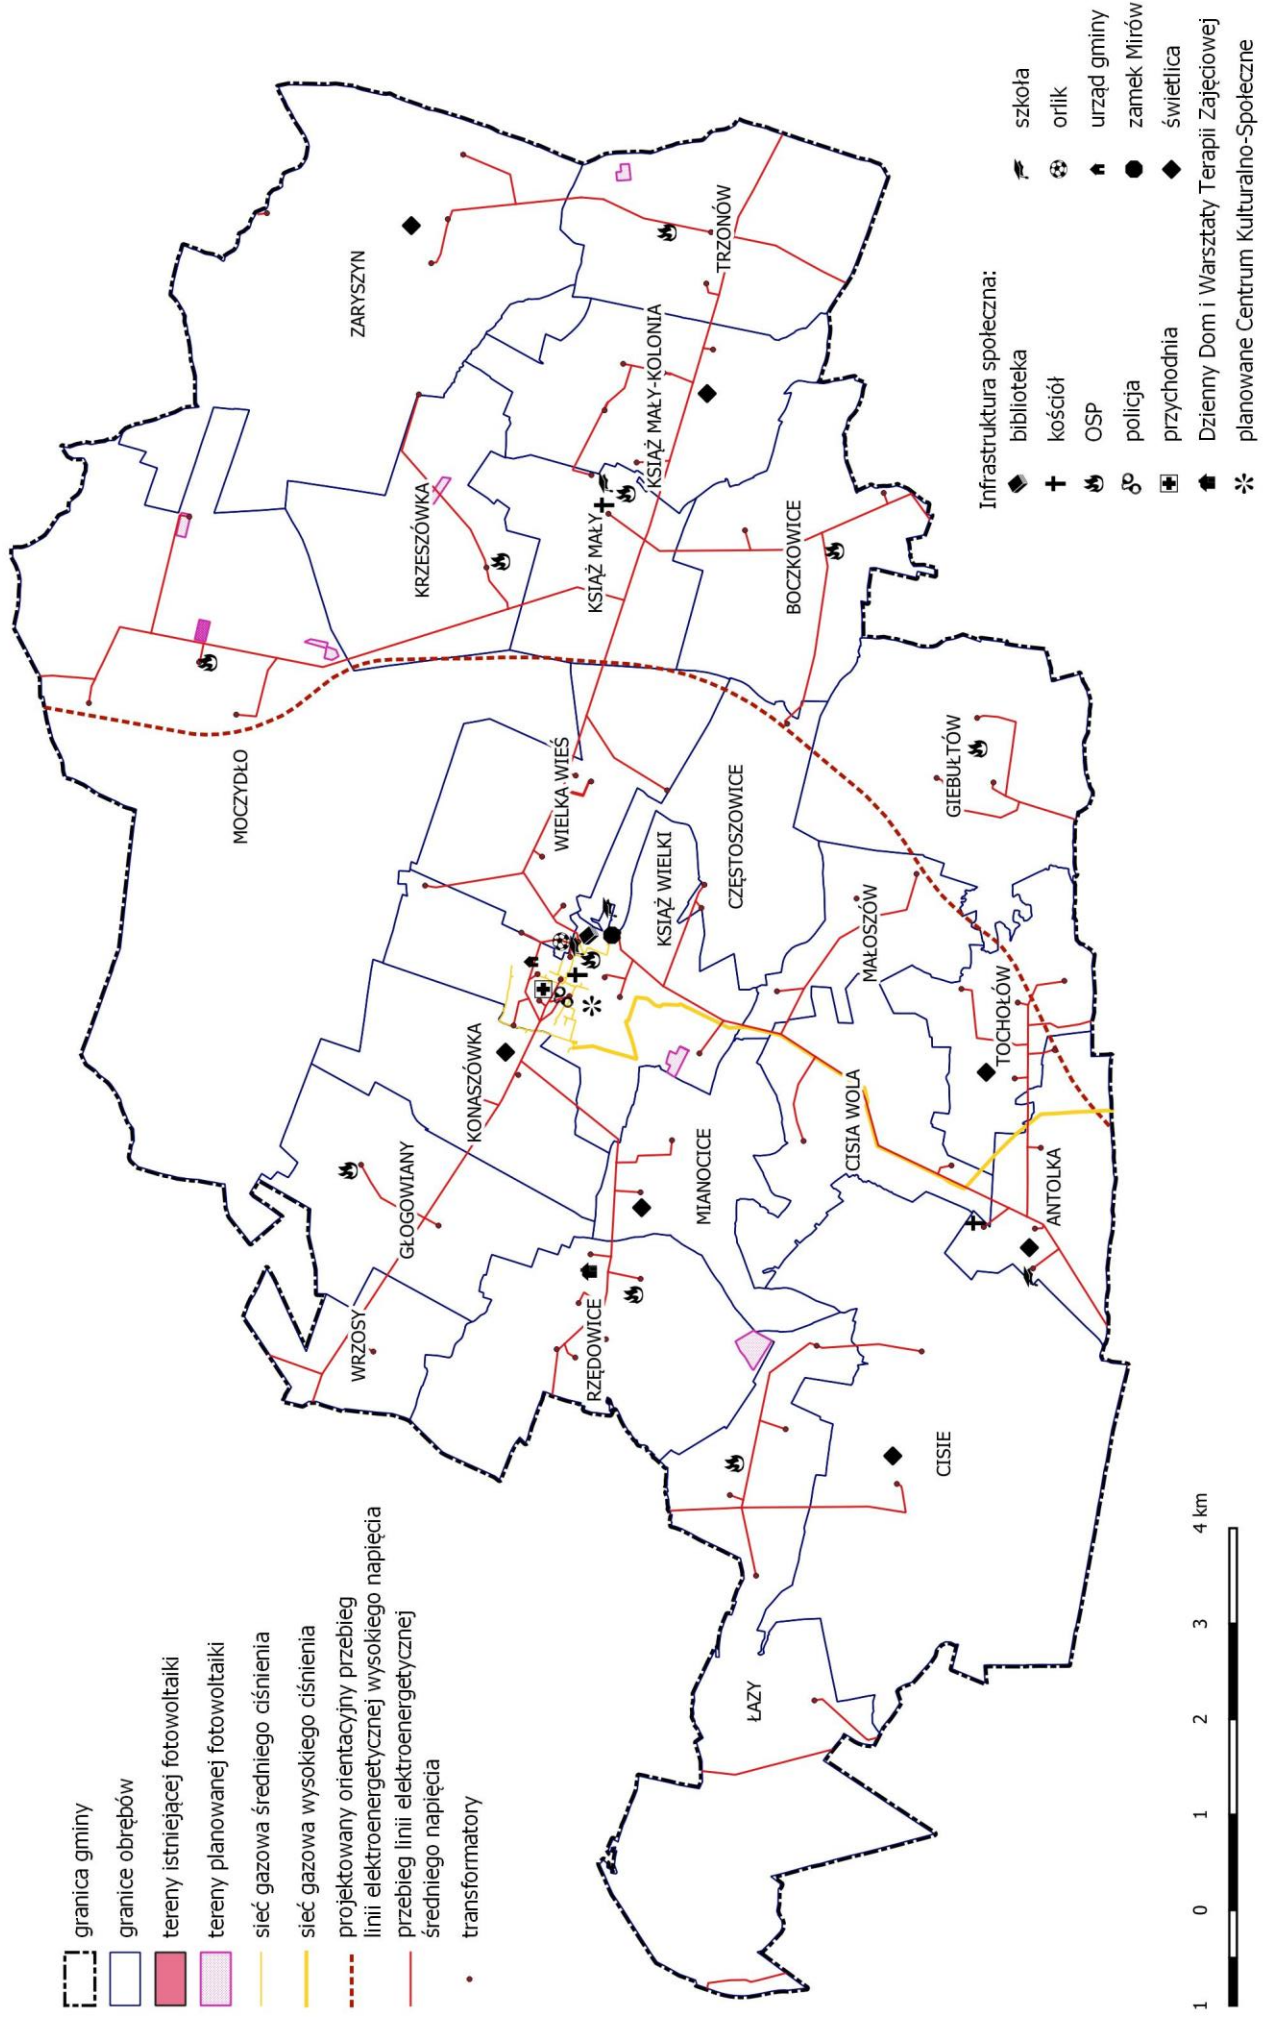 granica gminy
granice obrębów
tereny istniejącej fotowoltaiki
tereny planowanej fotowoltaiki
sieć gazowa średniego ciśnienia
sieć gazowa wysokiego ciśnienia
projektowany orientacyjny przebieg
linii elektroenergetycznej wysokiego napięcia
przebieg linii elektroenergetycznej
średniego napięcia
transformatory
MOCZYDŁO
ZARYSZYN
WRZOSY
GŁOGOWIANY
KONASZÓWKA
KRZESZÓWKA
WIELKA WIEŚ
RZĘDOWICE
KSIĄŻ MAŁY
KSIĄŻ MAŁY-KOLONIA
KSIĄŻ WIELKI
MIANOCICE
TRZONÓW
CZĘSTOSZOWICE
ŁAZY
BOCZKOWICE
CISIA WOLA
MAŁOSZÓW
CISIE
GIEBUŁTÓW
TOCHOŁÓW
ANTOLKA
Infrastruktura społeczna:
biblioteka
kościół
OSP
policja
przychodnia
Dzienny Dom i Warsztaty Terapii Zajęciowej
planowane Centrum Kulturalno-Społeczne
szkoła
orlik
urząd gminy
zamek Mirów
świetlica
1 0 1 2 3 4 km